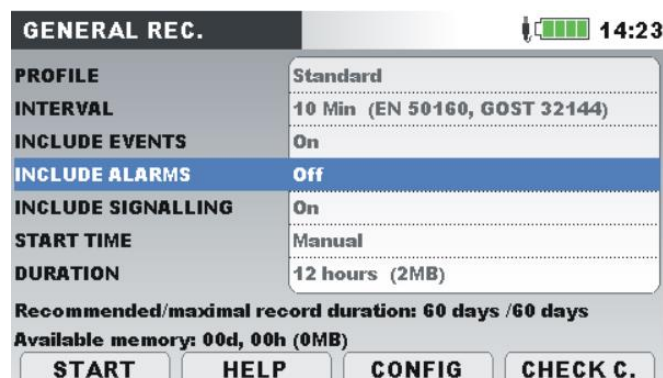 GENERAL REC. 14:23
PROFILE Standard
INTERVAL 10 Min (EN 50160, GOST 32144)
INCLUDE EVENTS On
INCLUDE ALARMS Off
INCLUDE SIGNALLING On
START TIME Manual
DURATION 12 hours (2MB)
Recommended/maximal record duration: 60 days /60 days
Available memory: 00d, 00h (0MB)
START HELP CONFIG CHECK C.